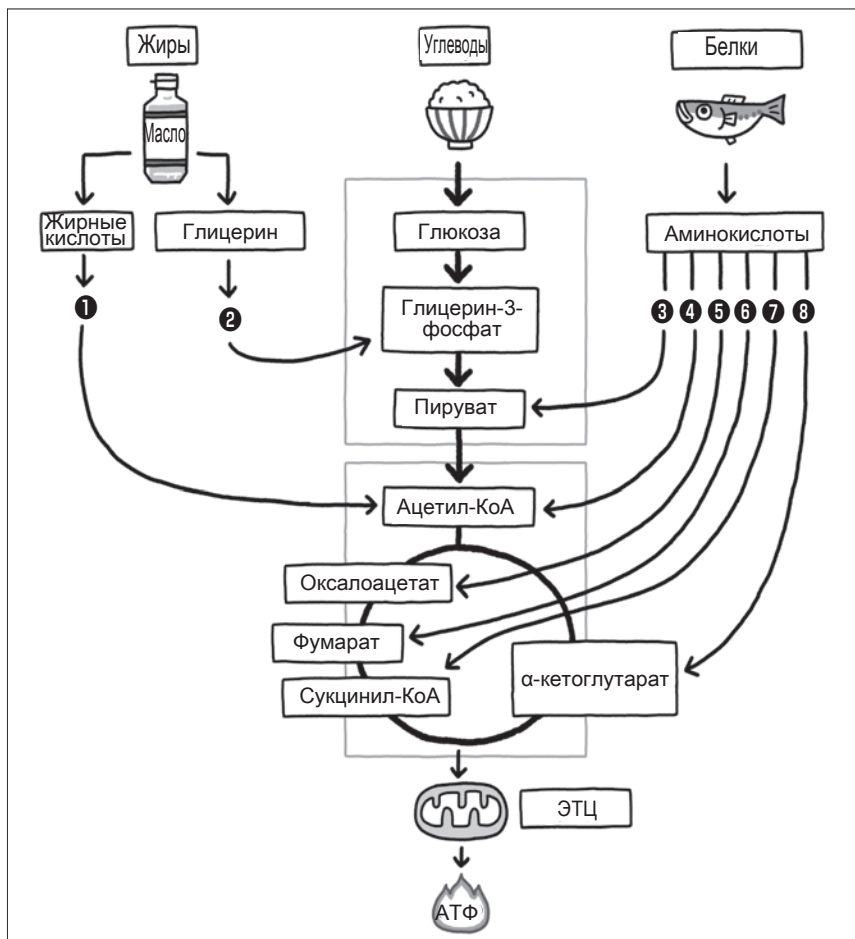 Жиры
Углеводы
Белки
Масло
Жирные
кислоты
Глицерин
Глюкоза
Аминокислоты
Глицерин-3-
фосфат
❶
❷
❸ ❹ ❺ ❻ ❼ ❽
Пируват
Ацетил-КоА
Оксалоацетат
Фумарат
Сукцинил-КоА
α-кетоглутарат
ЭТЦ
АТФ